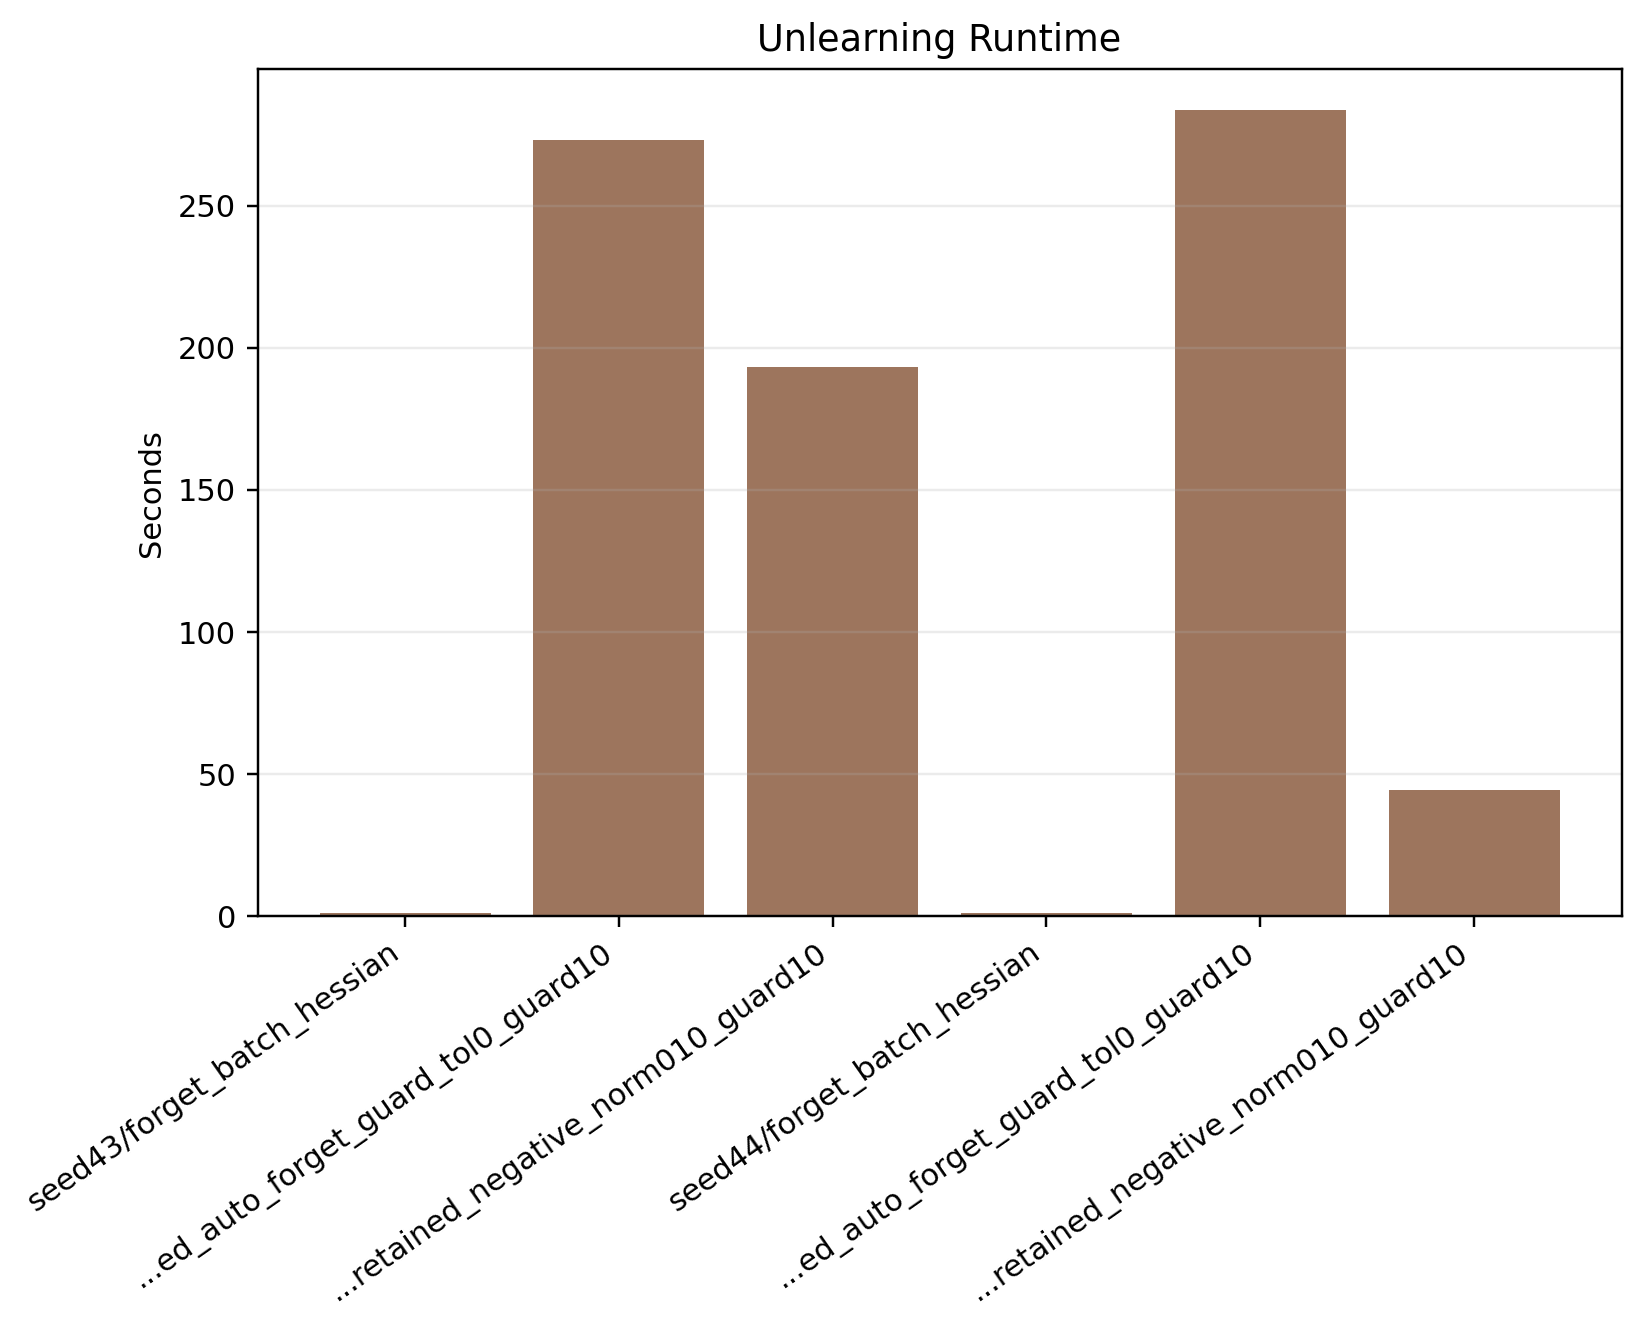 Unlearning Runtime
Seconds
250
200
150
100
50
0
seed43/forget_batch_hessian
...ed_auto_forget_guard_tol0_guard10
...retained_negative_norm010_guard10
seed44/forget_batch_hessian
...ed_auto_forget_guard_tol0_guard10
...retained_negative_norm010_guard10